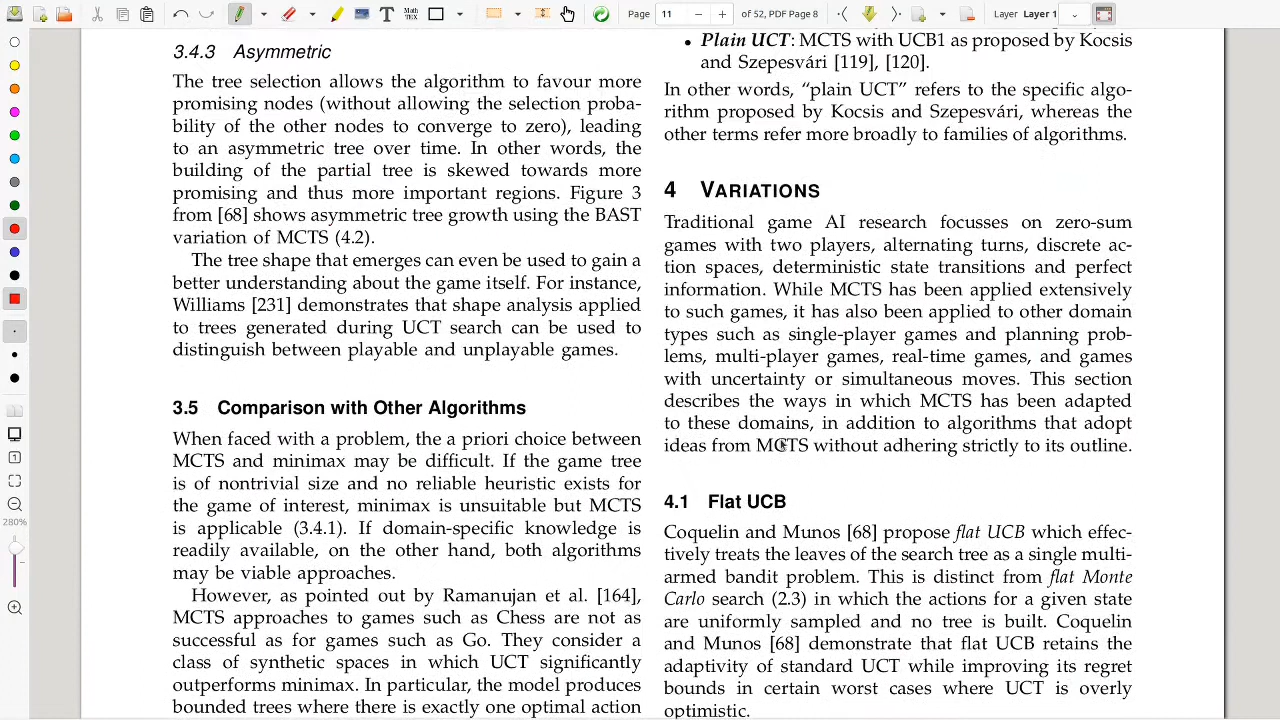 Page 11 of 52, PDF Page 8
Layer Layer 1
280%
3.4.3 Asymmetric
The tree selection allows the algorithm to favour more
promising nodes (without allowing the selection proba-
bility of the other nodes to converge to zero), leading
to an asymmetric tree over time. In other words, the
building of the partial tree is skewed towards more
promising and thus more important regions. Figure 3
from [68] shows asymmetric tree growth using the BAST
variation of MCTS (4.2).
The tree shape that emerges can even be used to gain a
better understanding about the game itself. For instance,
Williams [231] demonstrates that shape analysis applied
to trees generated during UCT search can be used to
distinguish between playable and unplayable games.
3.5 Comparison with Other Algorithms
When faced with a problem, the a priori choice between
MCTS and minimax may be difficult. If the game tree
is of nontrivial size and no reliable heuristic exists for
the game of interest, minimax is unsuitable but MCTS
is applicable (3.4.1). If domain-specific knowledge is
readily available, on the other hand, both algorithms
may be viable approaches.
However, as pointed out by Ramanujan et al. [164],
MCTS approaches to games such as Chess are not as
successful as for games such as Go. They consider a
class of synthetic spaces in which UCT significantly
outperforms minimax. In particular, the model produces
bounded trees where there is exactly one optimal action
• Plain UCT: MCTS with UCB1 as proposed by Kocsis
and Szepesvári [119], [120].
In other words, “plain UCT” refers to the specific algo-
rithm proposed by Kocsis and Szepesvári, whereas the
other terms refer more broadly to families of algorithms.
4 VARIATIONS
Traditional game AI research focusses on zero-sum
games with two players, alternating turns, discrete ac-
tion spaces, deterministic state transitions and perfect
information. While MCTS has been applied extensively
to such games, it has also been applied to other domain
types such as single-player games and planning prob-
lems, multi-player games, real-time games, and games
with uncertainty or simultaneous moves. This section
describes the ways in which MCTS has been adapted
to these domains, in addition to algorithms that adopt
ideas from MCTS without adhering strictly to its outline.
4.1 Flat UCB
Coquelin and Munos [68] propose flat UCB which effec-
tively treats the leaves of the search tree as a single multi-
armed bandit problem. This is distinct from flat Monte
Carlo search (2.3) in which the actions for a given state
are uniformly sampled and no tree is built. Coquelin
and Munos [68] demonstrate that flat UCB retains the
adaptivity of standard UCT while improving its regret
bounds in certain worst cases where UCT is overly
optimistic.